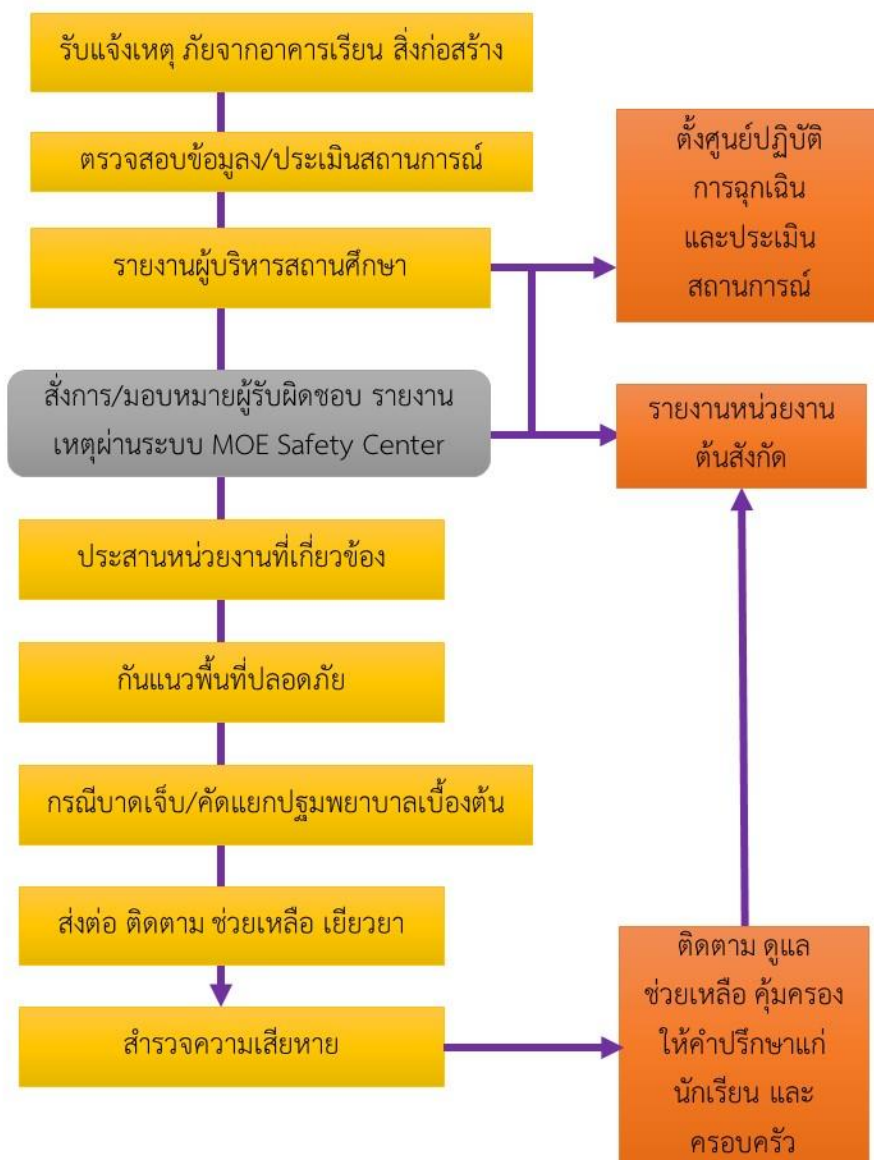 รับแจ้งเหตุ ภัยจากอาคารเรียน สิ่งก่อสร้าง
ตรวจสอบข้อมูลง/ประเมินสถานการณ์
รายงานผู้บริหารสถานศึกษา
ตั้งศูนย์ปฏิบัติ
การฉุกเฉิน
และประเมิน
สถานการณ์
สั่งการ/มอบหมายผู้รับผิดชอบ รายงาน
เหตุผ่านระบบ MOE Safety Center
รายงานหน่วยงาน
ต้นสังกัด
ประสานหน่วยงานที่เกี่ยวข้อง
กันแนวพื้นที่ปลอดภัย
กรณีบาดเจ็บ/คัดแยกปฐมพยาบาลเบื้องต้น
ส่งต่อ ติดตาม ช่วยเหลือ เยียวยา
สำรวจความเสียหาย
ติดตาม ดูแล
ช่วยเหลือ คุ้มครอง
ให้คำปรึกษาแก่
นักเรียน และ
ครอบครัว